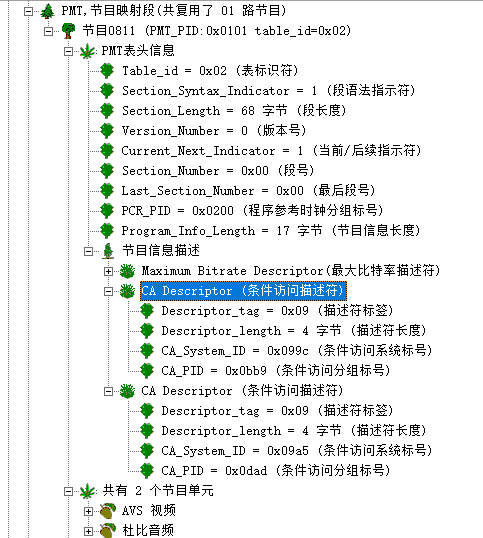 PMT,节目映射段(共复用了 01 路节目)
节目0811 (PMT_PID:0x0101 table_id=0x02)
PMT表头信息
Table_id = 0x02 (表标识符)
Section_Syntax_Indicator = 1 (段语法指示符)
Section_Length = 68 字节 (段长度)
Version_Number = 0 (版本号)
Current_Next_Indicator = 1 (当前/后续指示符)
Section_Number = 0x00 (段号)
Last_Section_Number = 0x00 (最后段号)
PCR_PID = 0x0200 (程序参考时钟分组标号)
Program_Info_Length = 17 字节 (节目信息长度)
节目信息描述
Maximum Bitrate Descriptor(最大比特率描述符)
CA Descriptor (条件访问描述符)
Descriptor_tag = 0x09 (描述符标签)
Descriptor_length = 4 字节 (描述符长度)
CA_System_ID = 0x099c (条件访问系统标号)
CA_PID = 0x0bb9 (条件访问分组标号)
CA Descriptor (条件访问描述符)
Descriptor_tag = 0x09 (描述符标签)
Descriptor_length = 4 字节 (描述符长度)
CA_System_ID = 0x09a5 (条件访问系统标号)
CA_PID = 0x0dad (条件访问分组标号)
共有 2 个节目单元
AVS 视频
杜比音频